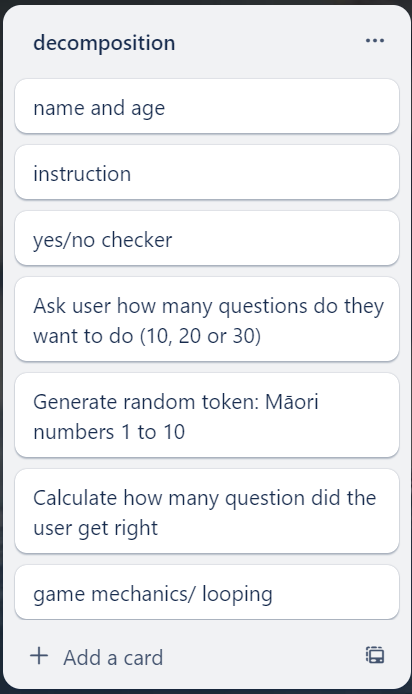 decomposition
name and age
instruction
yes/no checker
Ask user how many questions do they
want to do (10, 20 or 30)
Generate random token: Māori
numbers 1 to 10
Calculate how many question did the
user get right
game mechanics/ looping
Add a card